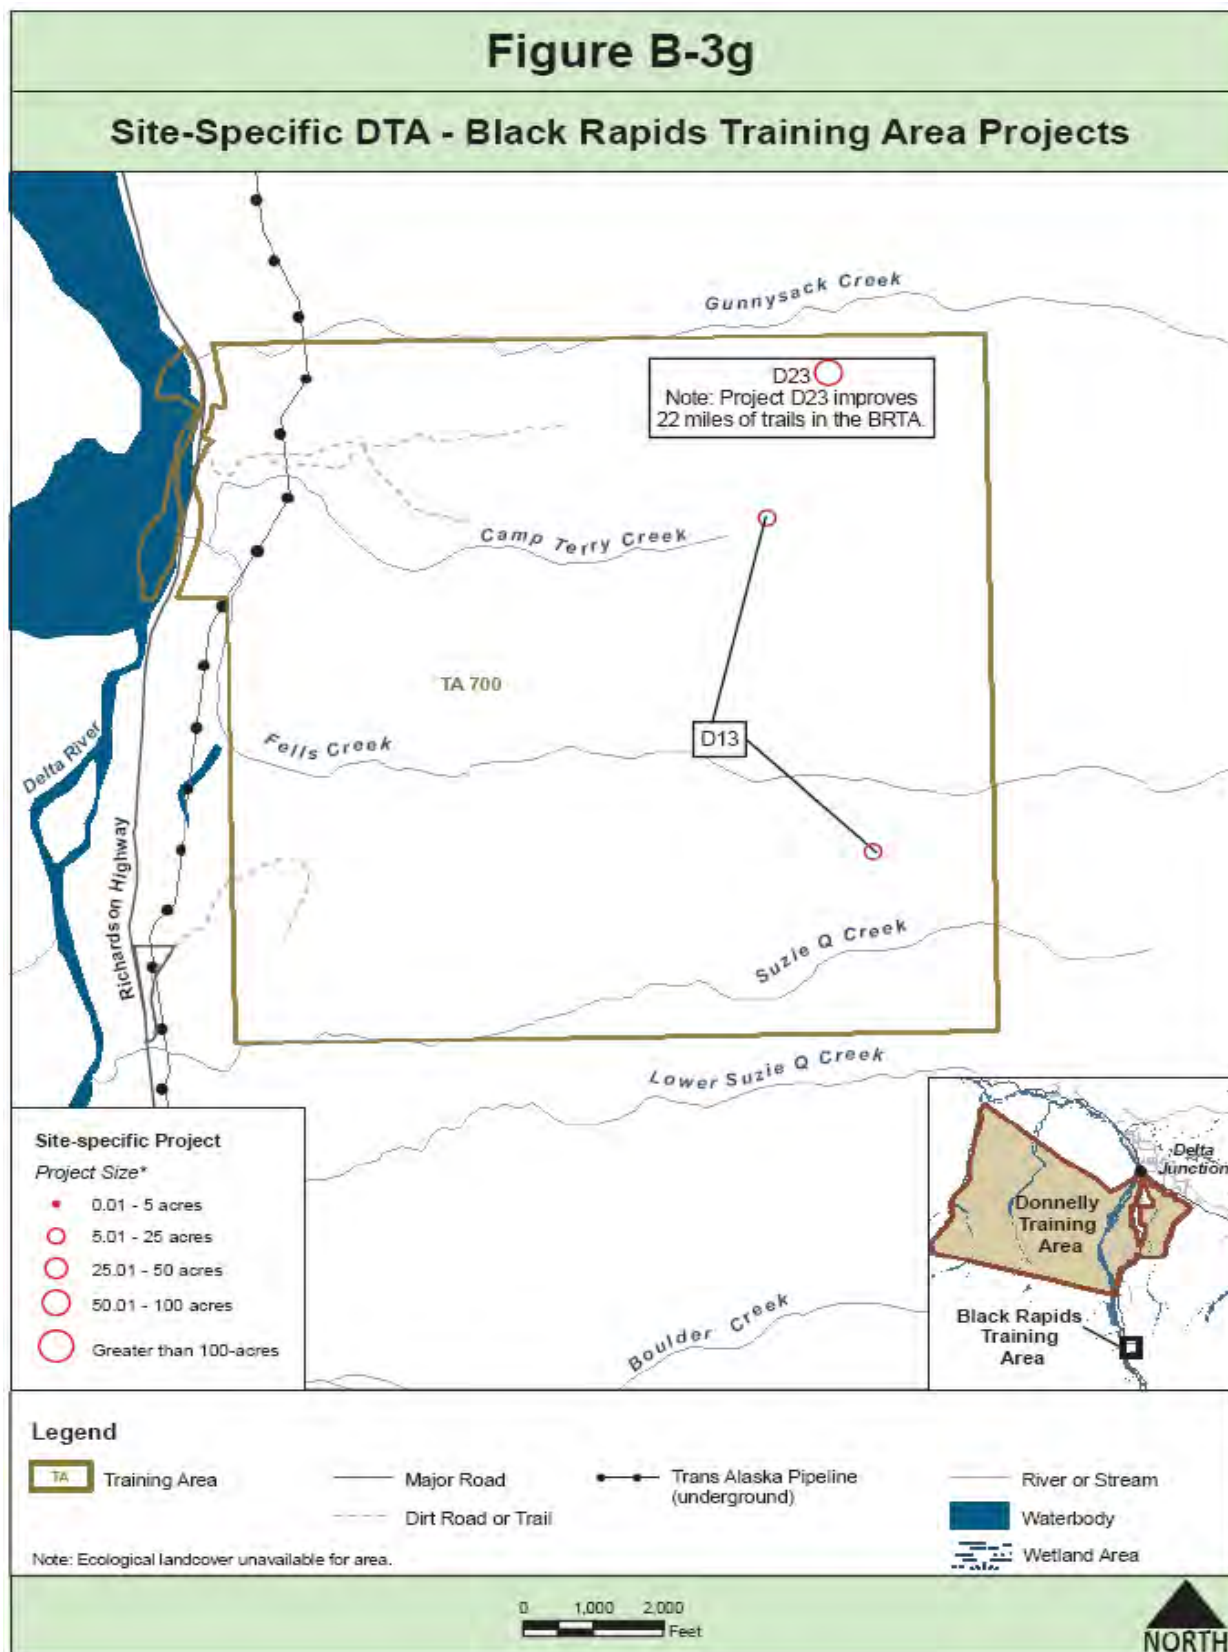 Figure B-3g
Site-Specific DTA - Black Rapids Training Area Projects
Gunnysack Creek
D23
Note: Project D23 improves
22 miles of trails in the BRTA.
Camp Terry Creek
TA 700
D13
Fells Creek
Delta River
Richardson Highway
Suzie Q Creek
Lower Suzie Q Creek
Boulder Creek
Site-specific Project
Project Size*
0.01 - 5 acres
5.01 - 25 acres
25.01 - 50 acres
50.01 - 100 acres
Greater than 100-acres
Delta
Junction
Donnelly
Training
Area
Black Rapids
Training
Area
Legend
TA
Training Area
Major Road
Dirt Road or Trail
Trans Alaska Pipeline
(underground)
River or Stream
Waterbody
Wetland Area
Note: Ecological landcover unavailable for area.
0 1,000 2,000
Feet
NORTH